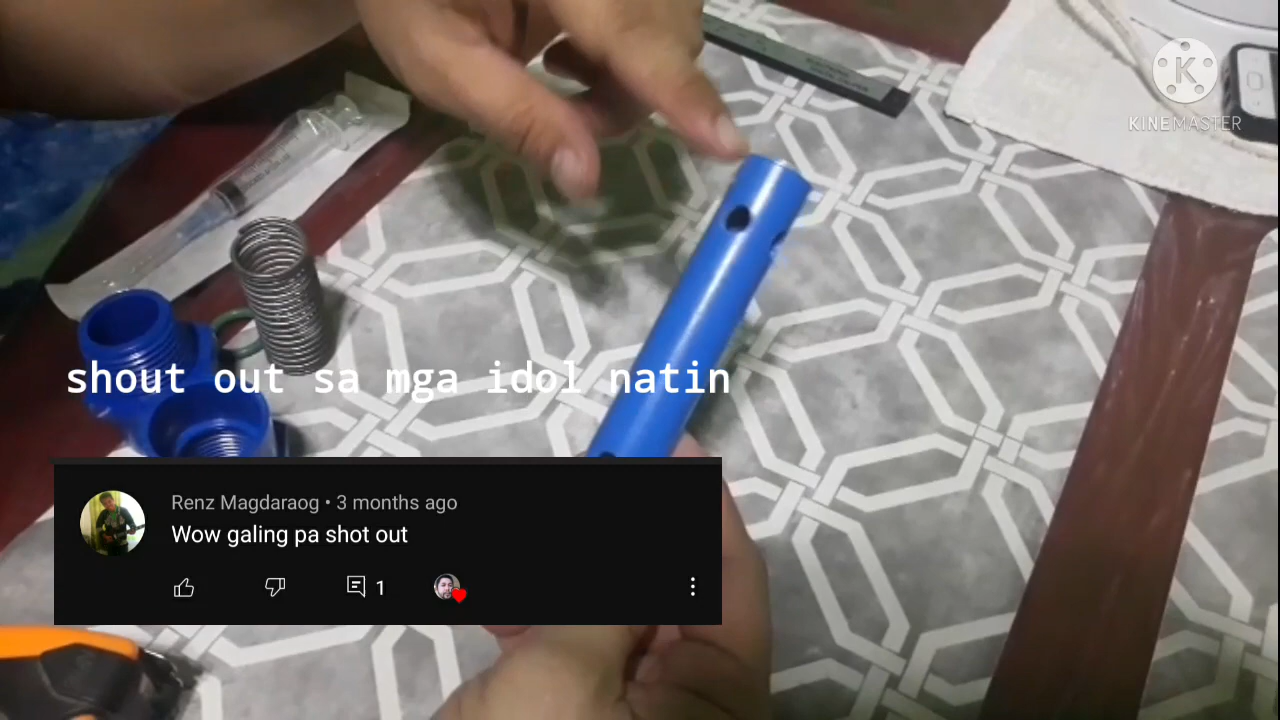 KINEMASTER
shout out sa mga idol natin
Renz Magdaraog • 3 months ago
Wow galing pa shot out
1